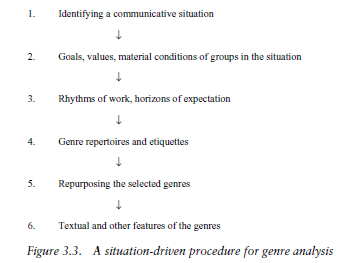 1. Identifying a communicative situation
↓
2. Goals, values, material conditions of groups in the situation
↓
3. Rhythms of work, horizons of expectation
↓
4. Genre repertoires and etiquettes
↓
5. Repurposing the selected genres
↓
6. Textual and other features of the genres
Figure 3.3. A situation-driven procedure for genre analysis